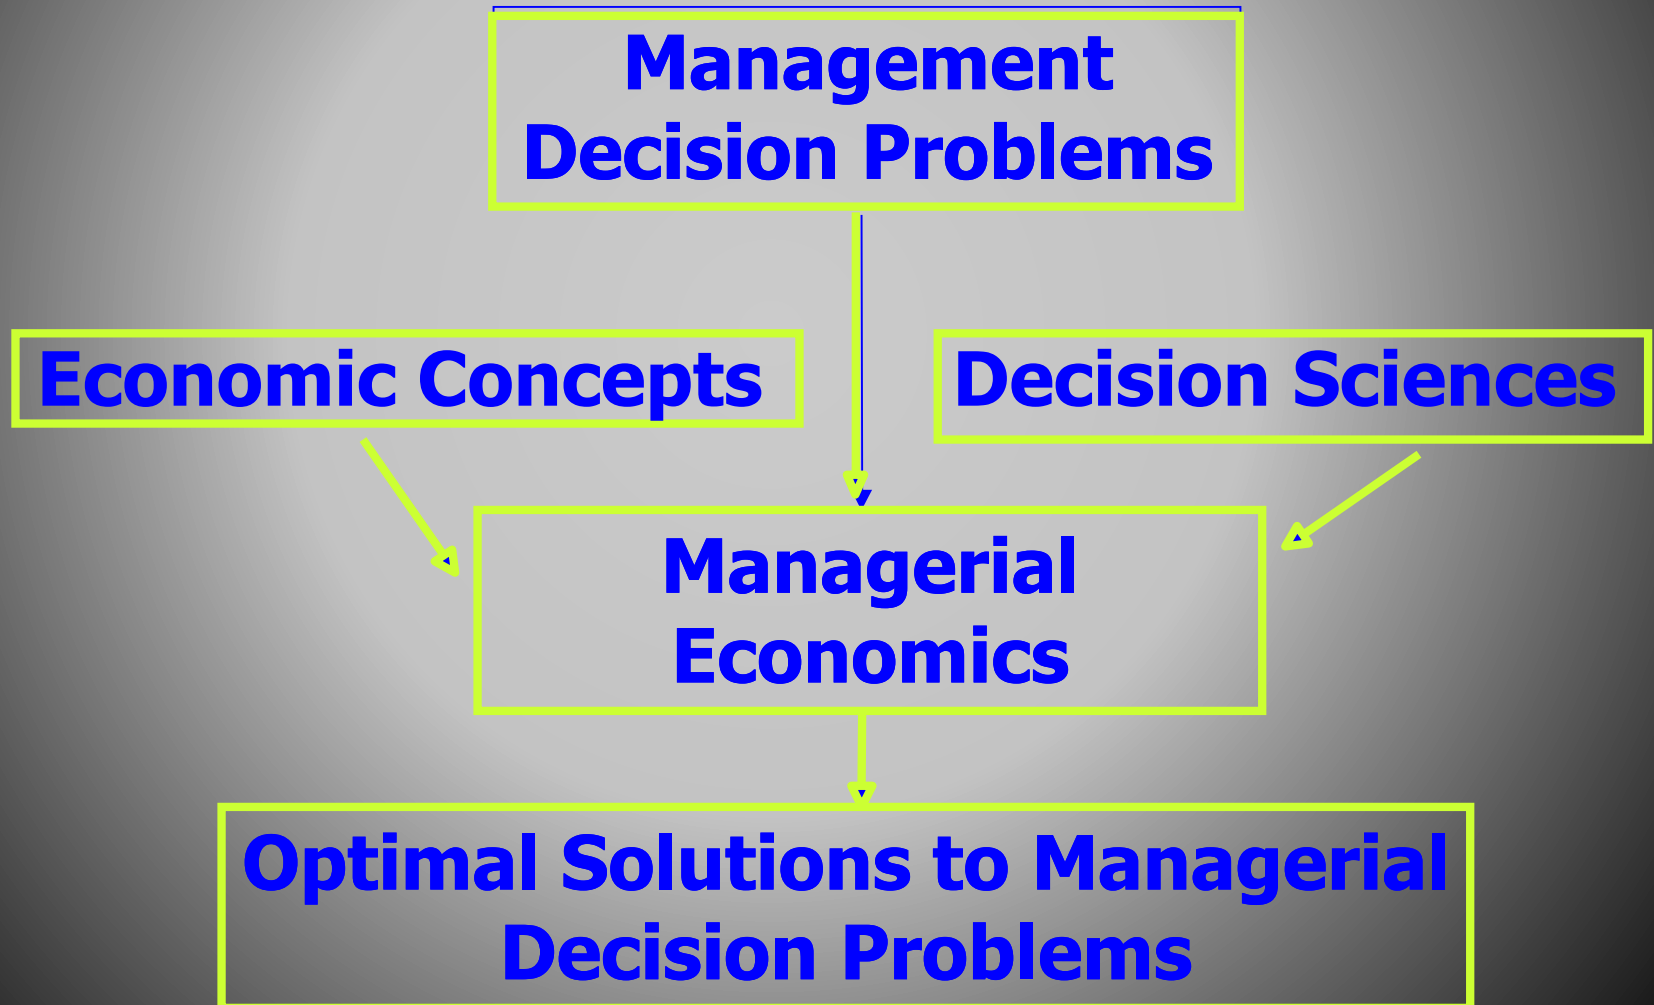 Management
Decision Problems
Economic Concepts
Decision Sciences
Managerial
Economics
Optimal Solutions to Managerial
Decision Problems